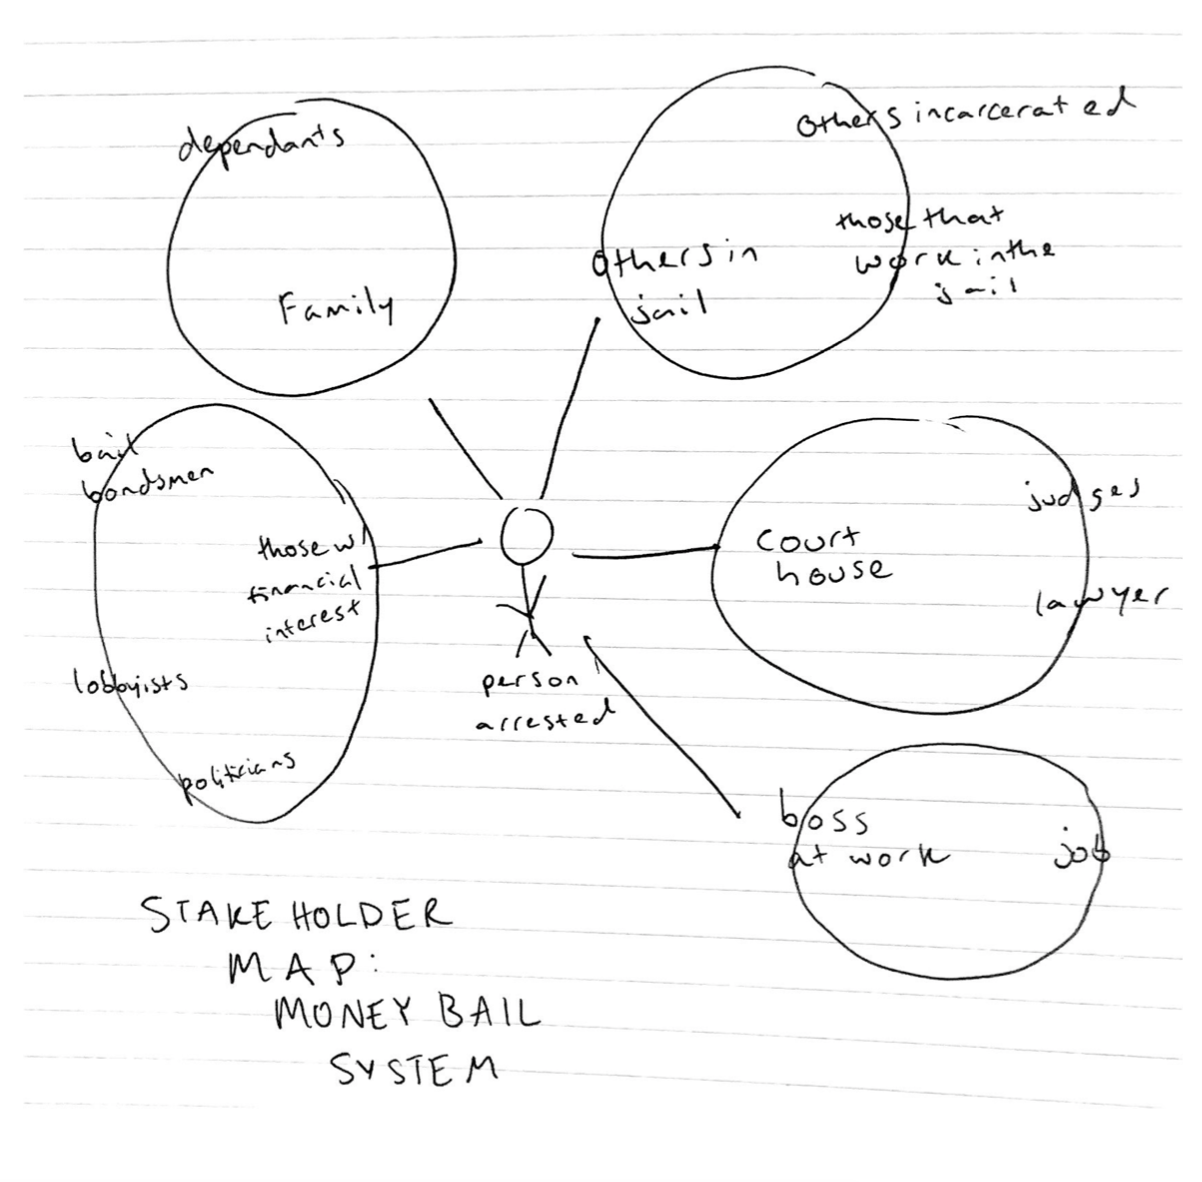 dependants
Family
Others incarcerated
those that
work in the
jail
Others in
jail
bail
bondsmen
those w/
financial
interest
lobbyists
politicians
person
arrested
Court
house
judges
lawyer
boss
at work
job
STAKE HOLDER
MAP:
MONEY BAIL
SYSTEM